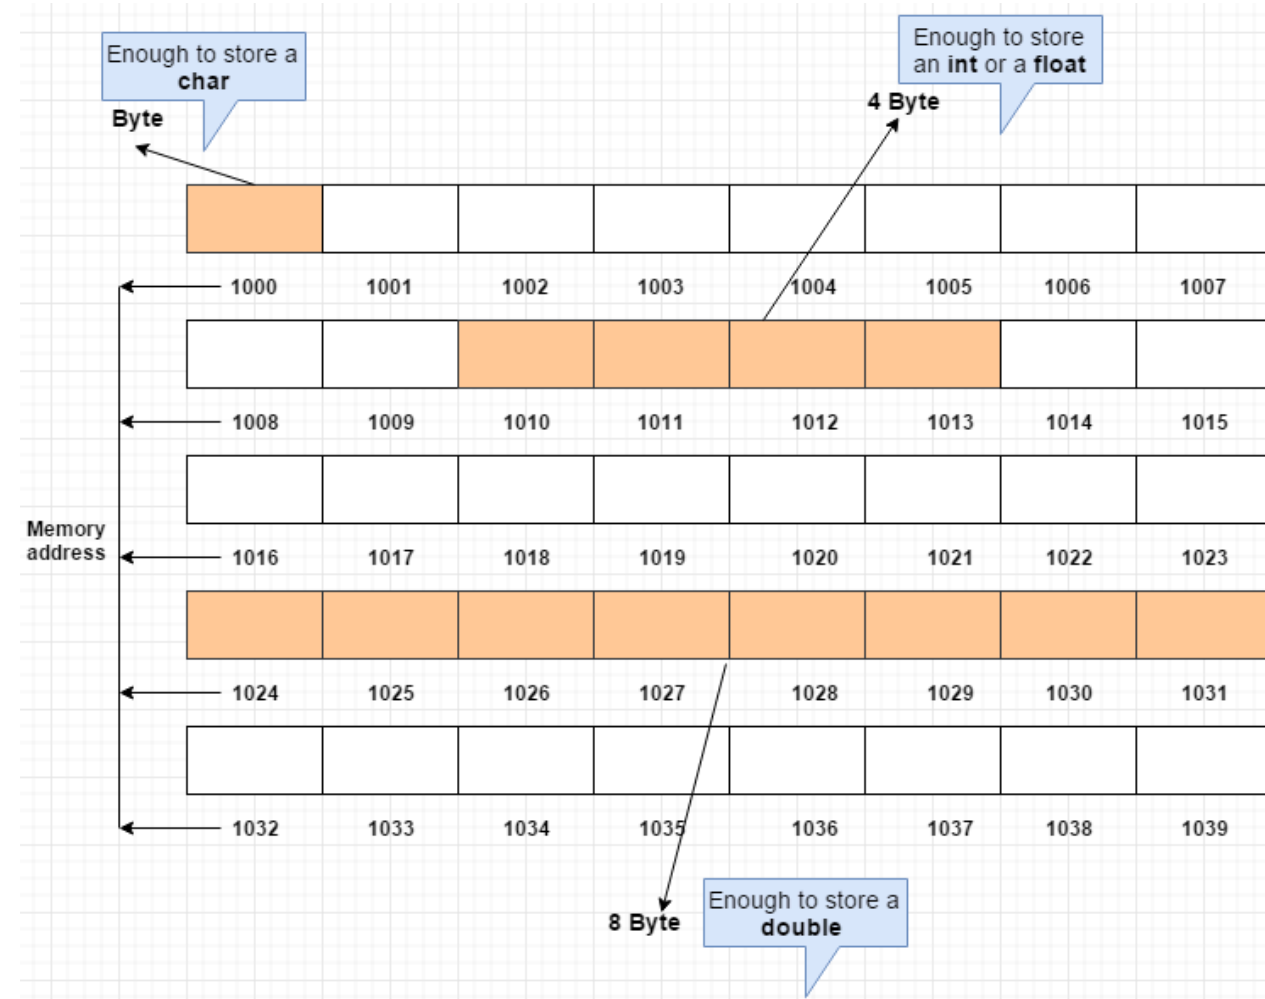 Enough to store a
char
Byte
Enough to store
an int or a float
4 Byte
1000 1001 1002 1003 1004 1005 1006 1007
1008 1009 1010 1011 1012 1013 1014 1015
Memory
address
1016 1017 1018 1019 1020 1021 1022 1023
1024 1025 1026 1027 1028 1029 1030 1031
1032 1033 1034 1035 1036 1037 1038 1039
8 Byte
Enough to store a
double